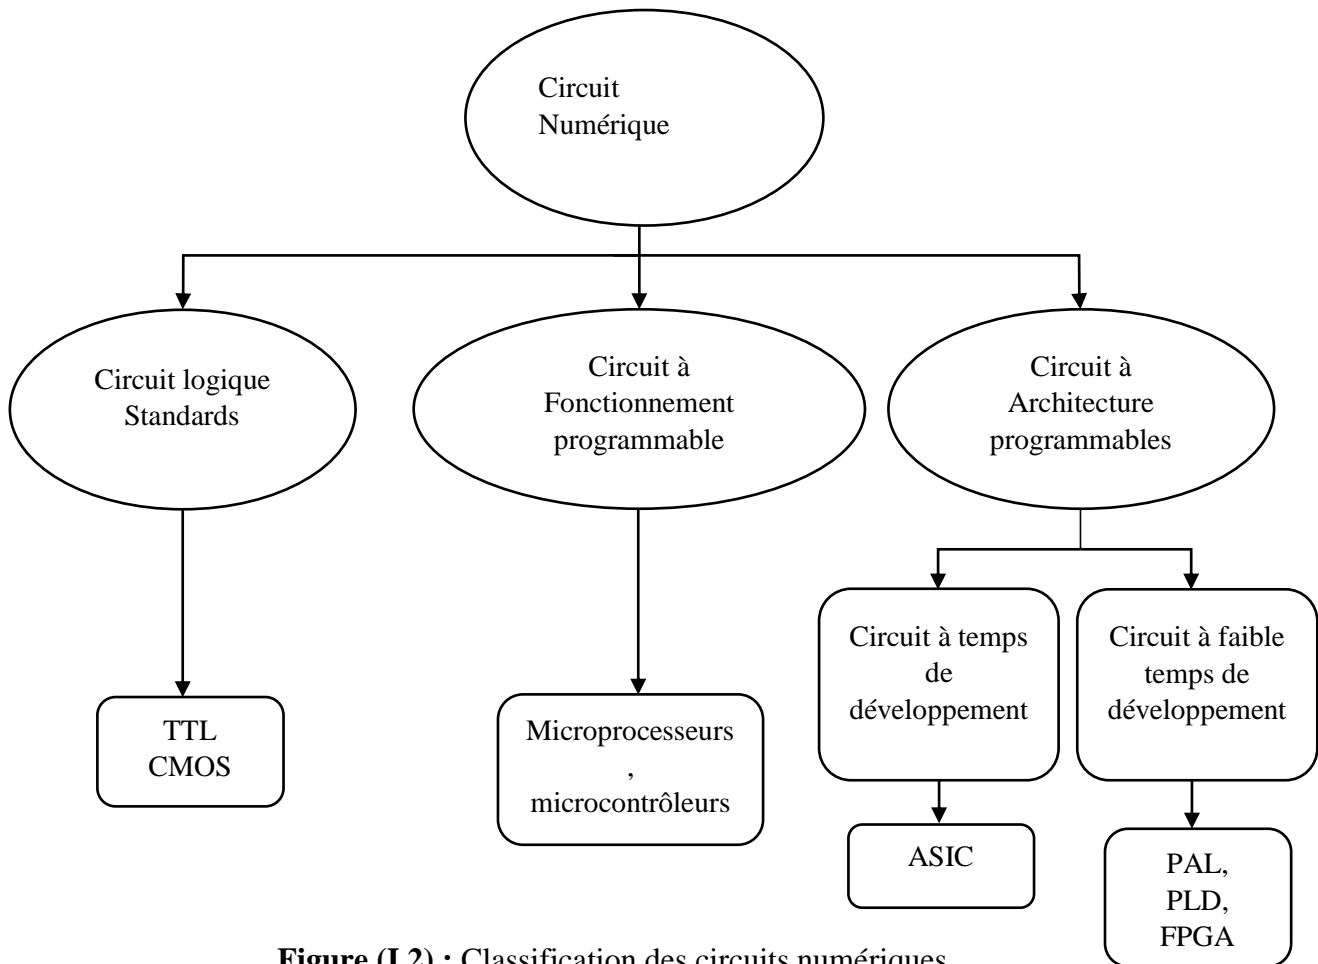 Circuit
Numérique
Circuit logique
Standards
Circuit à
Fonctionnement
programmable
Circuit à
Architecture
programmables
Circuit à temps
de
développement
Circuit à faible
temps de
développement
TTL
CMOS
Microprocesseurs
,
microcontrôleurs
ASIC
PAL,
PLD,
FPGA
Figure (I.2) : Classification des circuits numériques